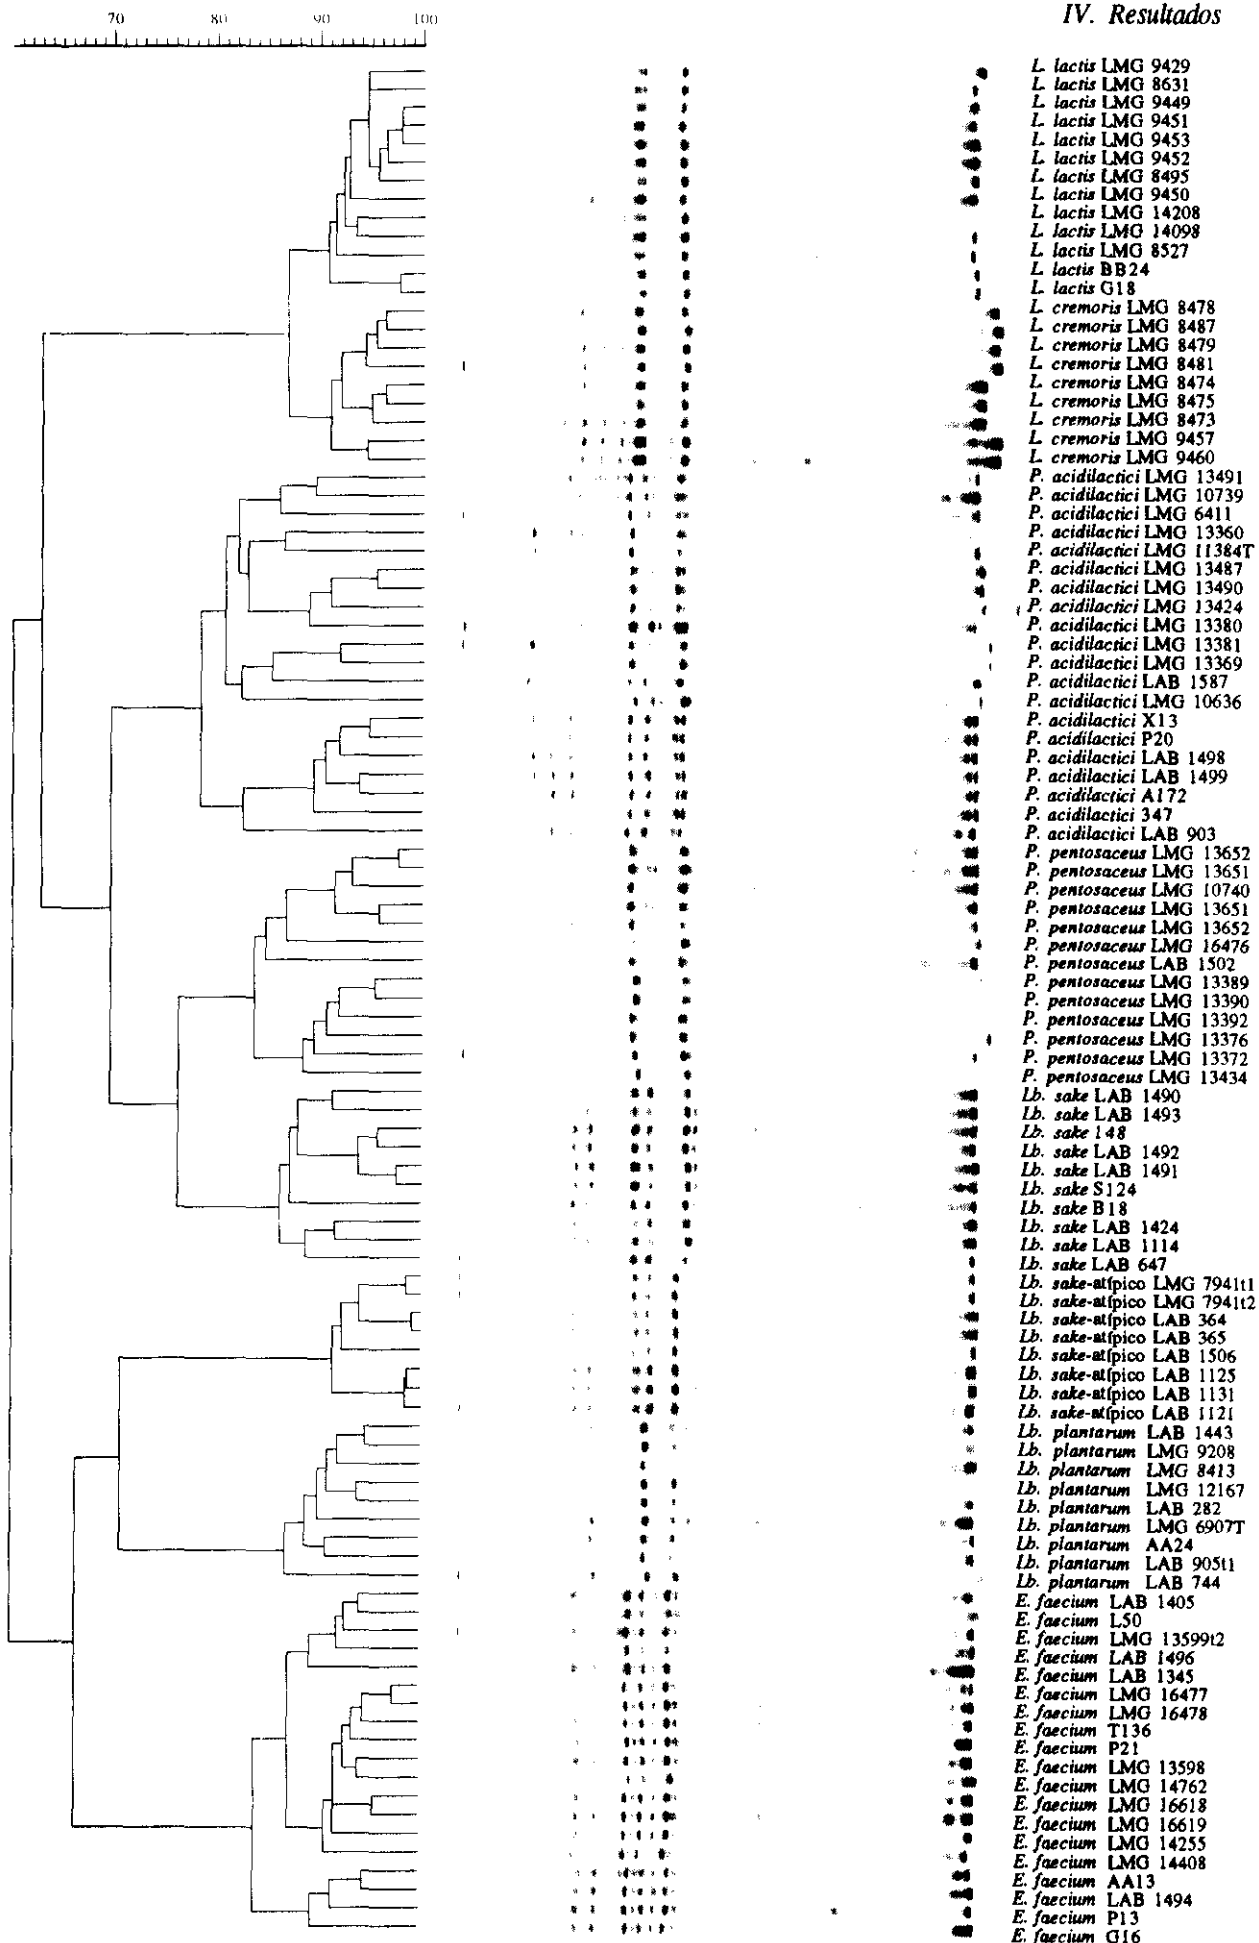 70 80 90 100
IV. Resultados
L. lactis LMG 9429
L. lactis LMG 8631
L. lactis LMG 9449
L. lactis LMG 9451
L. lactis LMG 9453
L. lactis LMG 9452
L. lactis LMG 8495
L. lactis LMG 9450
L. lactis LMG 14208
L. lactis LMG 14098
L. lactis LMG 8527
L. lactis BB24
L. lactis G18
L. cremoris LMG 8478
L. cremoris LMG 8487
L. cremoris LMG 8479
L. cremoris LMG 8481
L. cremoris LMG 8474
L. cremoris LMG 8475
L. cremoris LMG 8473
L. cremoris LMG 9457
L. cremoris LMG 9460
P. acidilactici LMG 13491
P. acidilactici LMG 10739
P. acidilactici LMG 6411
P. acidilactici LMG 13360
P. acidilactici LMG 11384T
P. acidilactici LMG 13487
P. acidilactici LMG 13490
P. acidilactici LMG 13424
P. acidilactici LMG 13380
P. acidilactici LMG 13381
P. acidilactici LMG 13369
P. acidilactici LAB 1587
P. acidilactici LMG 10636
P. acidilactici X13
P. acidilactici P20
P. acidilactici LAB 1498
P. acidilactici LAB 1499
P. acidilactici A172
P. acidilactici 347
P. acidilactici LAB 903
P. pentosaceus LMG 13652
P. pentosaceus LMG 13651
P. pentosaceus LMG 10740
P. pentosaceus LMG 13651
P. pentosaceus LMG 13652
P. pentosaceus LMG 16476
P. pentosaceus LAB 1502
P. pentosaceus LMG 13389
P. pentosaceus LMG 13390
P. pentosaceus LMG 13392
P. pentosaceus LMG 13376
P. pentosaceus LMG 13372
P. pentosaceus LMG 13434
Lb. sake LAB 1490
Lb. sake LAB 1493
Lb. sake 148
Lb. sake LAB 1492
Lb. sake LAB 1491
Lb. sake S124
Lb. sake B18
Lb. sake LAB 1424
Lb. sake LAB 1114
Lb. sake LAB 647
Lb. sake-atípico LMG 7941t1
Lb. sake-atípico LMG 7941t2
Lb. sake-atípico LAB 364
Lb. sake-atípico LAB 365
Lb. sake-atípico LAB 1506
Lb. sake-atípico LAB 1125
Lb. sake-atípico LAB 1131
Lb. sake-atípico LAB 1121
Lb. plantarum LAB 1443
Lb. plantarum LMG 9208
Lb. plantarum LMG 8413
Lb. plantarum LMG 12167
Lb. plantarum LAB 282
Lb. plantarum LMG 6907T
Lb. plantarum AA24
Lb. plantarum LAB 905t1
Lb. plantarum LAB 744
E. faecium LAB 1405
E. faecium L50
E. faecium LMG 13599t2
E. faecium LAB 1496
E. faecium LAB 1345
E. faecium LMG 16477
E. faecium LMG 16478
E. faecium T136
E. faecium P21
E. faecium LMG 13598
E. faecium LMG 14762
E. faecium LMG 16618
E. faecium LMG 16619
E. faecium LMG 14255
E. faecium LMG 14408
E. faecium AA13
E. faecium LAB 1494
E. faecium P13
E. faecium G16